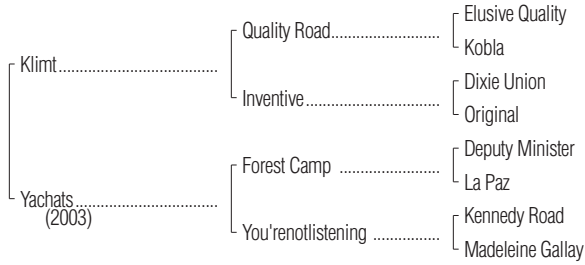 Elusive Quality
Quality Road
Kobla
Klimt
Dixie Union
Inventive
Original
Deputy Minister
Forest Camp
La Paz
Yachats
(2003)
Kennedy Road
You'renotlistening
Madeleine Gallay